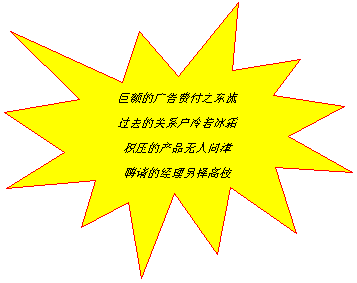 巨额的广告费付之东流
过去的关系户冷若冰霜
积压的产品无人问津
聘请的经理另择高枝